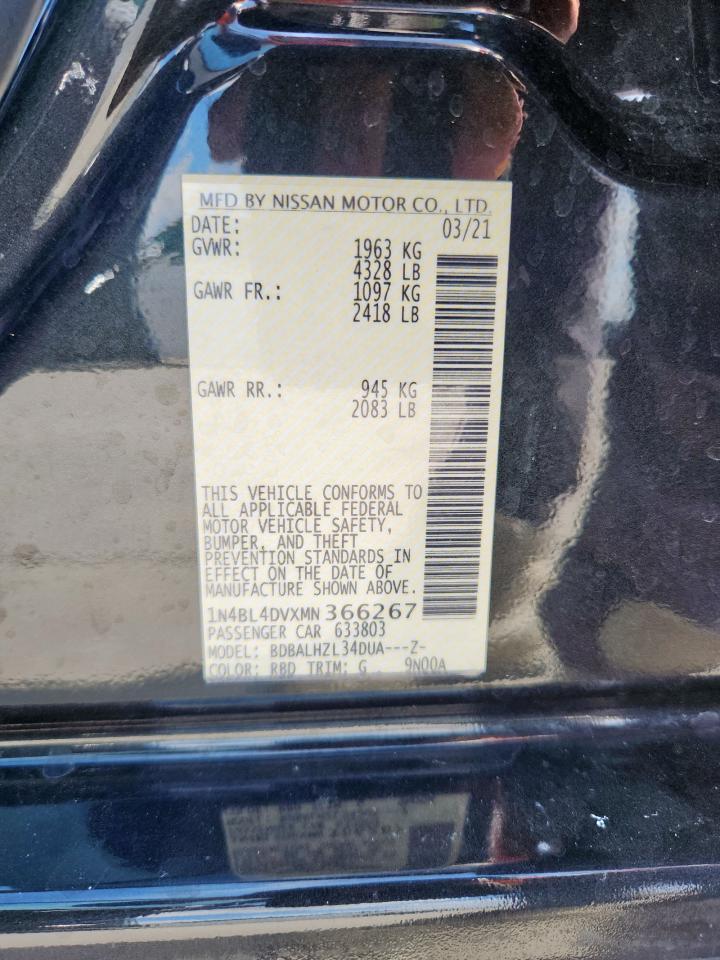 MFD BY NISSAN MOTOR CO., LTD.
DATE: 03/21
GVWR: 1963 KG
4328 LB
GAWR FR.: 1097 KG
2418 LB
GAWR RR.: 945 KG
2083 LB
THIS VEHICLE CONFORMS TO
ALL APPLICABLE FEDERAL
MOTOR VEHICLE SAFETY,
BUMPER, AND THEFT
PREVENTION STANDARDS IN
EFFECT ON THE DATE OF
MANUFACTURE SHOWN ABOVE.
1N4BL4DVXMN366267
PASSENGER CAR 633803
MODEL: BDBALHZL34DUA---Z-
COLOR: RBD TRIM: G 9N00A